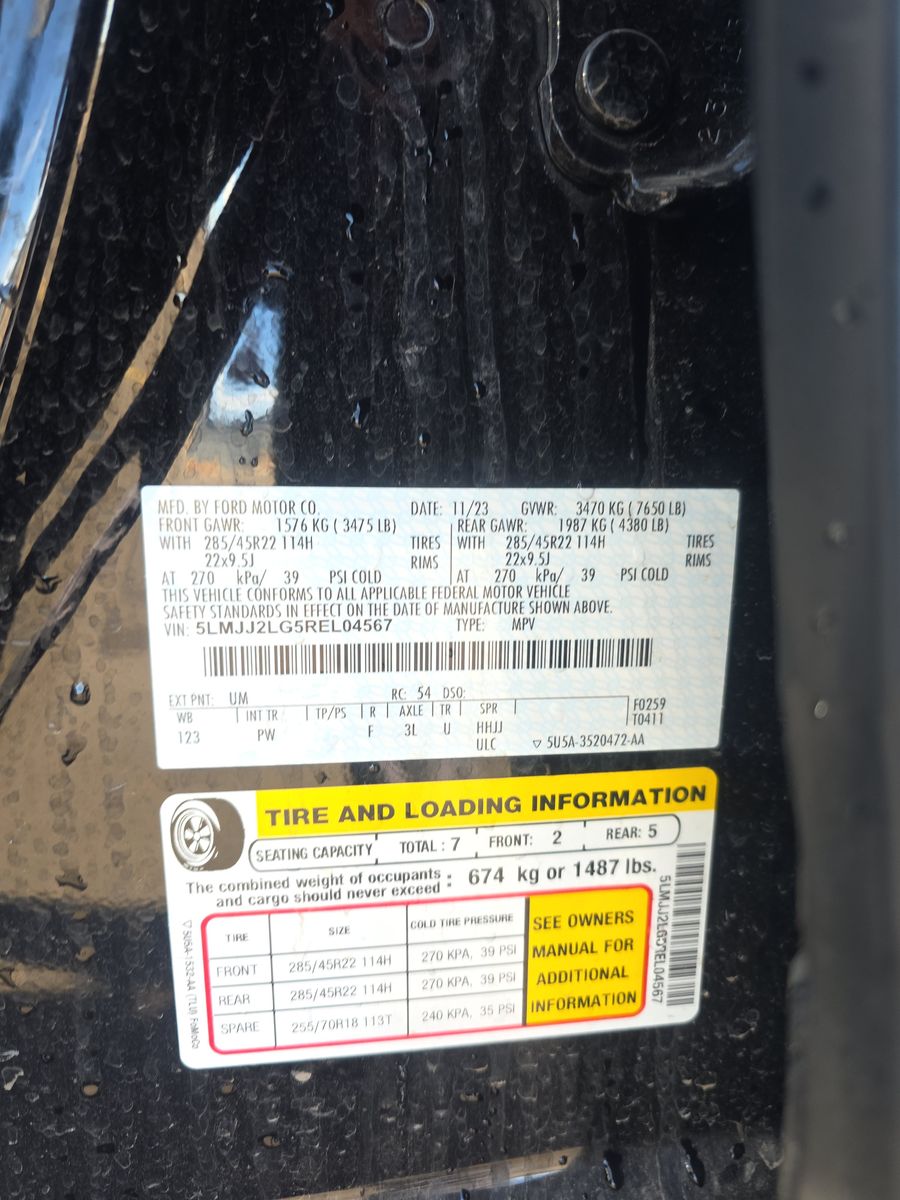 MFD. BY FORD MOTOR CO. DATE: 11/23 GVWR: 3470 KG ( 7650 LB)
FRONT GAWR: 1576 KG ( 3475 LB) REAR GAWR: 1987 KG ( 4380 LB)
WITH 285/45R22 114H TIRES WITH 285/45R22 114H TIRES
22x9.5J RIMS 22x9.5J RIMS
AT 270 kPa/ 39 PSI COLD AT 270 kPa/ 39 PSI COLD
THIS VEHICLE CONFORMS TO ALL APPLICABLE FEDERAL MOTOR VEHICLE
SAFETY STANDARDS IN EFFECT ON THE DATE OF MANUFACTURE SHOWN ABOVE.
VIN: 5LMJJ2LG5REL04567 TYPE: MPV
EXT PNT: UM RC: 54 DSO:
WB INT TR TP/PS R AXLE TR SPR F0259
T0411
123 PW F 3L U HHJJ
ULC ▽ 5U5A-3520472-AA
TIRE AND LOADING INFORMATION
SEATING CAPACITY TOTAL : 7 FRONT: 2 REAR: 5
The combined weight of occupants
and cargo should never exceed : 674 kg or 1487 lbs.
TIRE SIZE COLD TIRE PRESSURE
FRONT 285/45R22 114H 270 KPA, 39 PSI
REAR 285/45R22 114H 270 KPA, 39 PSI
SPARE 255/70R18 113T 240 KPA, 35 PSI
SEE OWNERS
MANUAL FOR
ADDITIONAL
INFORMATION
5LMJJ2LG5REL04567
▽ 5U5A-1532-AA (TLU) FoMoCo